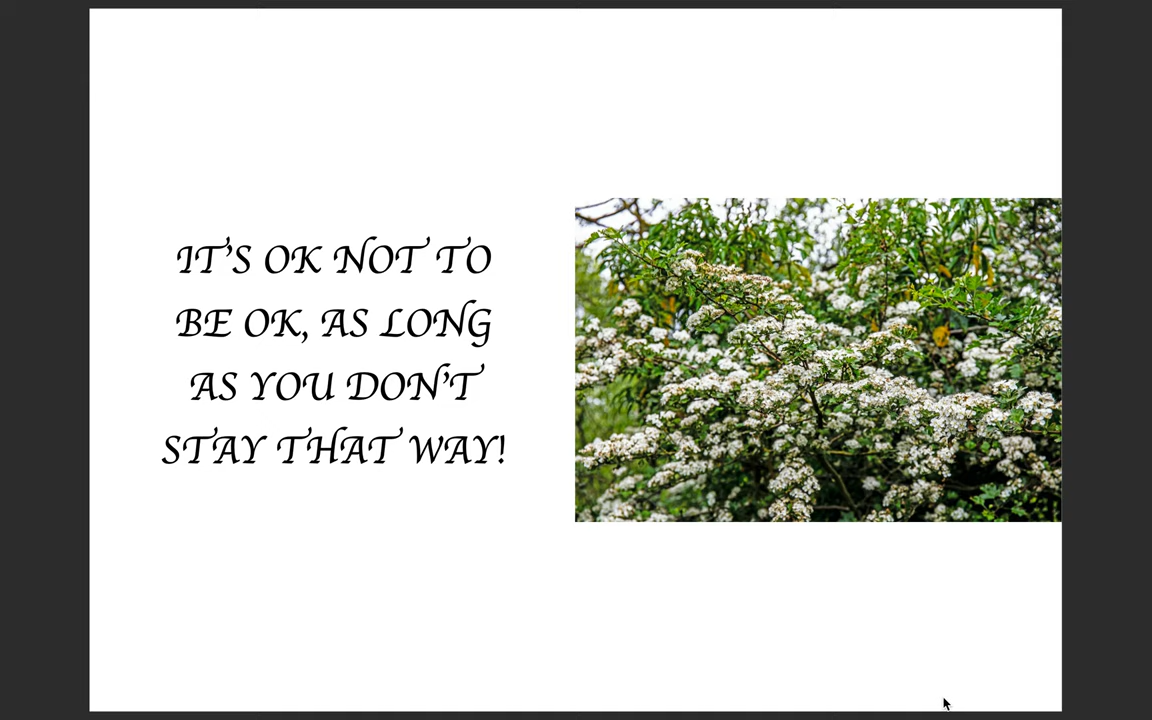 IT'S OK NOT TO
BE OK, AS LONG
AS YOU DON'T
STAY THAT WAY!